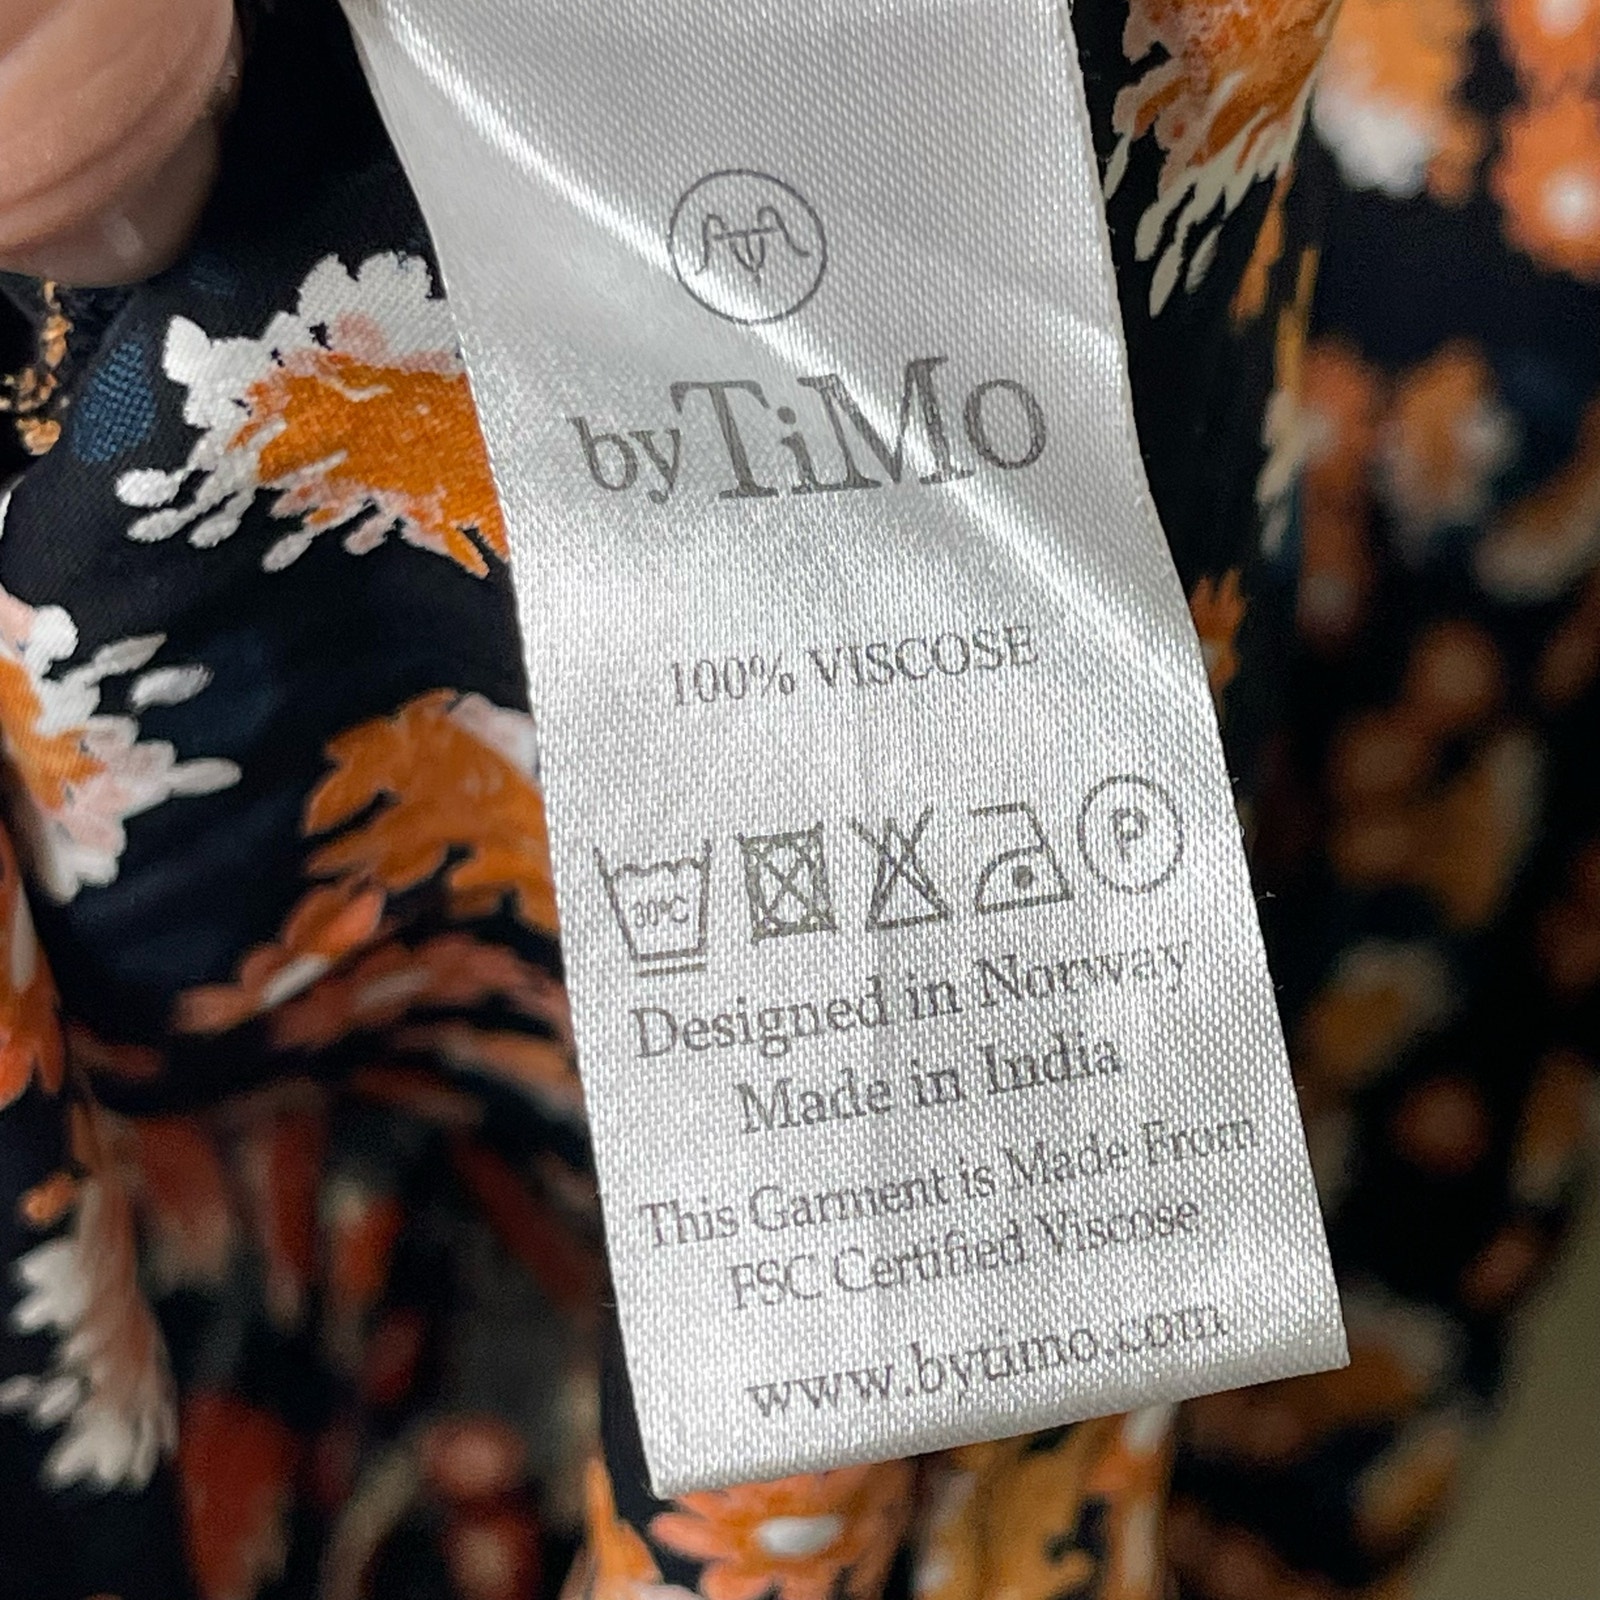 byTiMo
100% VISCOSE
30°C P
Designed in Norway
Made in India
This Garment is Made From
FSC Certified Viscose
www.bytimo.com